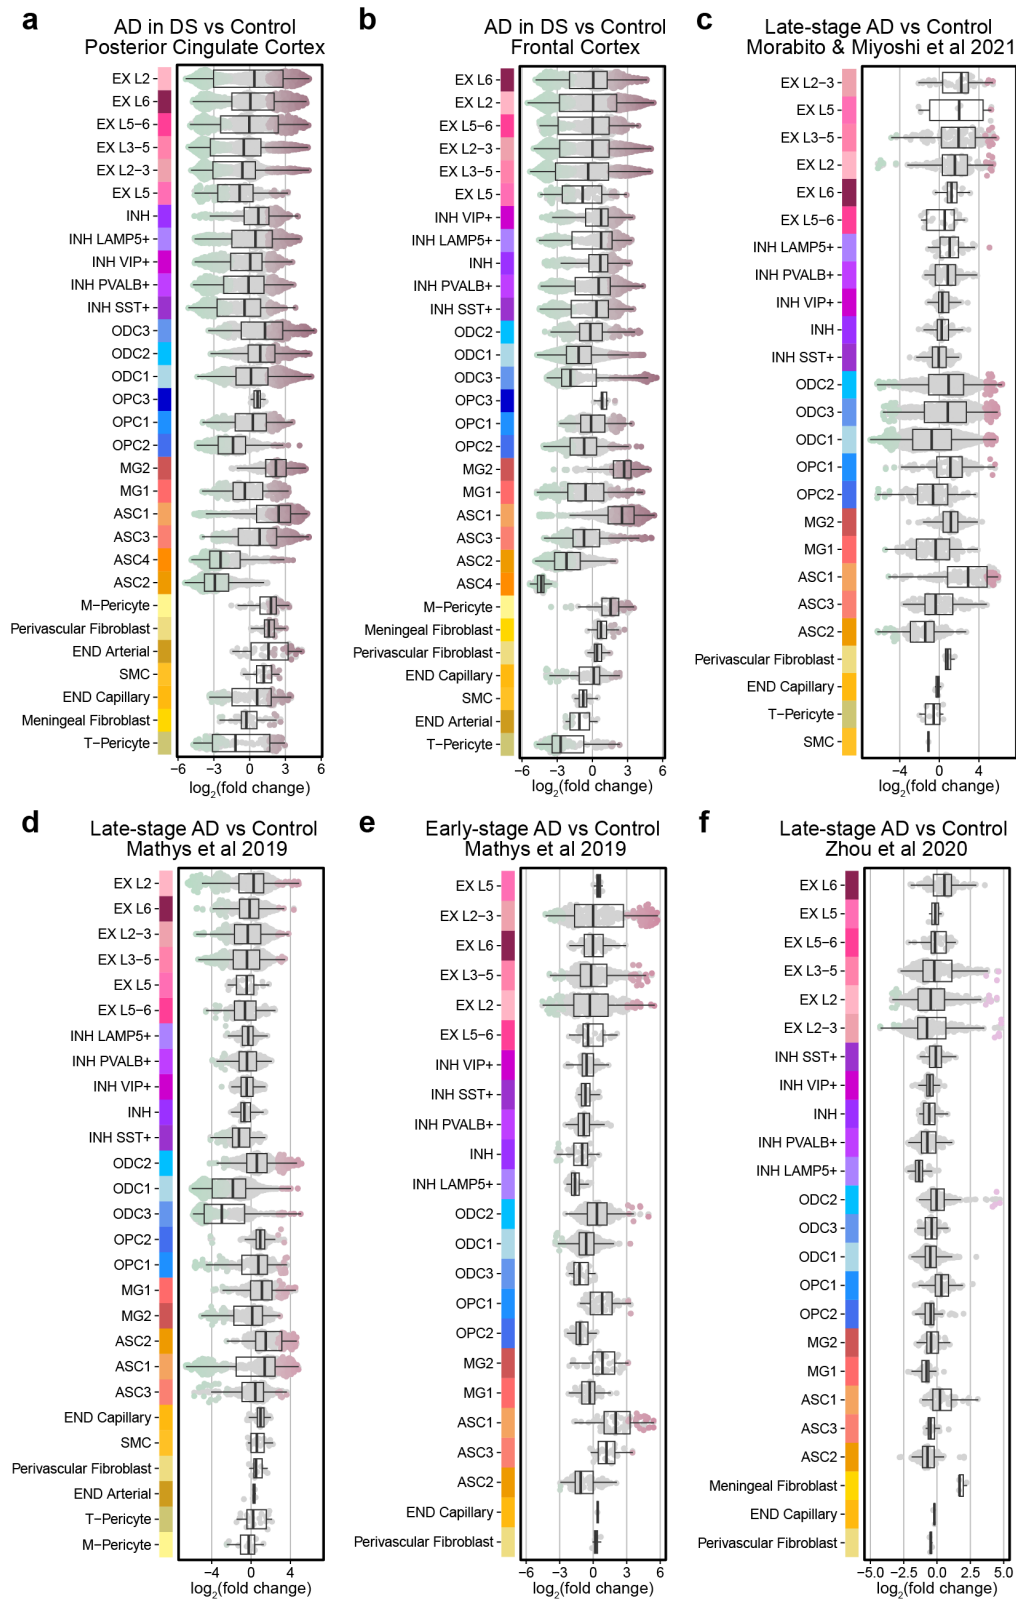 a
AD in DS vs Control
Posterior Cingulate Cortex
EX L2
EX L6
EX L5−6
EX L3−5
EX L2−3
EX L5
INH
INH LAMP5+
INH VIP+
INH PVALB+
INH SST+
ODC3
ODC2
ODC1
OPC3
OPC1
OPC2
MG2
MG1
ASC1
ASC3
ASC4
ASC2
M−Pericyte
Perivascular Fibroblast
END Arterial
SMC
END Capillary
Meningeal Fibroblast
T−Pericyte
−6 −3 0 3 6
log2(fold change)
b
AD in DS vs Control
Frontal Cortex
EX L6
EX L2
EX L5−6
EX L2−3
EX L3−5
EX L5
INH VIP+
INH LAMP5+
INH
INH PVALB+
INH SST+
ODC2
ODC1
ODC3
OPC3
OPC1
OPC2
MG2
MG1
ASC1
ASC3
ASC2
ASC4
M−Pericyte
Meningeal Fibroblast
Perivascular Fibroblast
END Capillary
SMC
END Arterial
T−Pericyte
−6 −3 0 3 6
log2(fold change)
c
Late-stage AD vs Control
Morabito & Miyoshi et al 2021
EX L2−3
EX L5
EX L3−5
EX L2
EX L6
EX L5−6
INH LAMP5+
INH PVALB+
INH VIP+
INH
INH SST+
ODC2
ODC3
ODC1
OPC1
OPC2
MG2
MG1
ASC1
ASC3
ASC2
Perivascular Fibroblast
END Capillary
T−Pericyte
SMC
−4 0 4
log2(fold change)
d
Late-stage AD vs Control
Mathys et al 2019
EX L2
EX L6
EX L2−3
EX L3−5
EX L5
EX L5−6
INH LAMP5+
INH PVALB+
INH VIP+
INH
INH SST+
ODC2
ODC1
ODC3
OPC2
OPC1
MG1
MG2
ASC2
ASC1
ASC3
END Capillary
SMC
Perivascular Fibroblast
END Arterial
T−Pericyte
M−Pericyte
−4 0 4
log2(fold change)
e
Early-stage AD vs Control
Mathys et al 2019
EX L5
EX L2−3
EX L6
EX L3−5
EX L2
EX L5−6
INH VIP+
INH SST+
INH PVALB+
INH
INH LAMP5+
ODC2
ODC1
ODC3
OPC1
OPC2
MG2
MG1
ASC1
ASC3
ASC2
END Capillary
Perivascular Fibroblast
−6 −3 0 3 6
log2(fold change)
f
Late-stage AD vs Control
Zhou et al 2020
EX L6
EX L5
EX L5−6
EX L3−5
EX L2
EX L2−3
INH SST+
INH VIP+
INH
INH PVALB+
INH LAMP5+
ODC2
ODC3
ODC1
OPC1
OPC2
MG2
MG1
ASC1
ASC3
ASC2
Meningeal Fibroblast
END Capillary
Perivascular Fibroblast
−5.0 −2.5 0.0 2.5 5.0
log2(fold change)